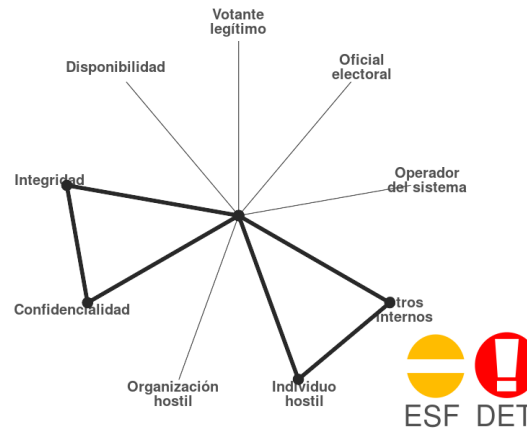 Votante
legítimo
Disponibilidad
Oficial
electoral
Integridad
Operador
del sistema
Confidencialidad
tros
internos
Organización
hostil
Individuo
hostil
ESF DET